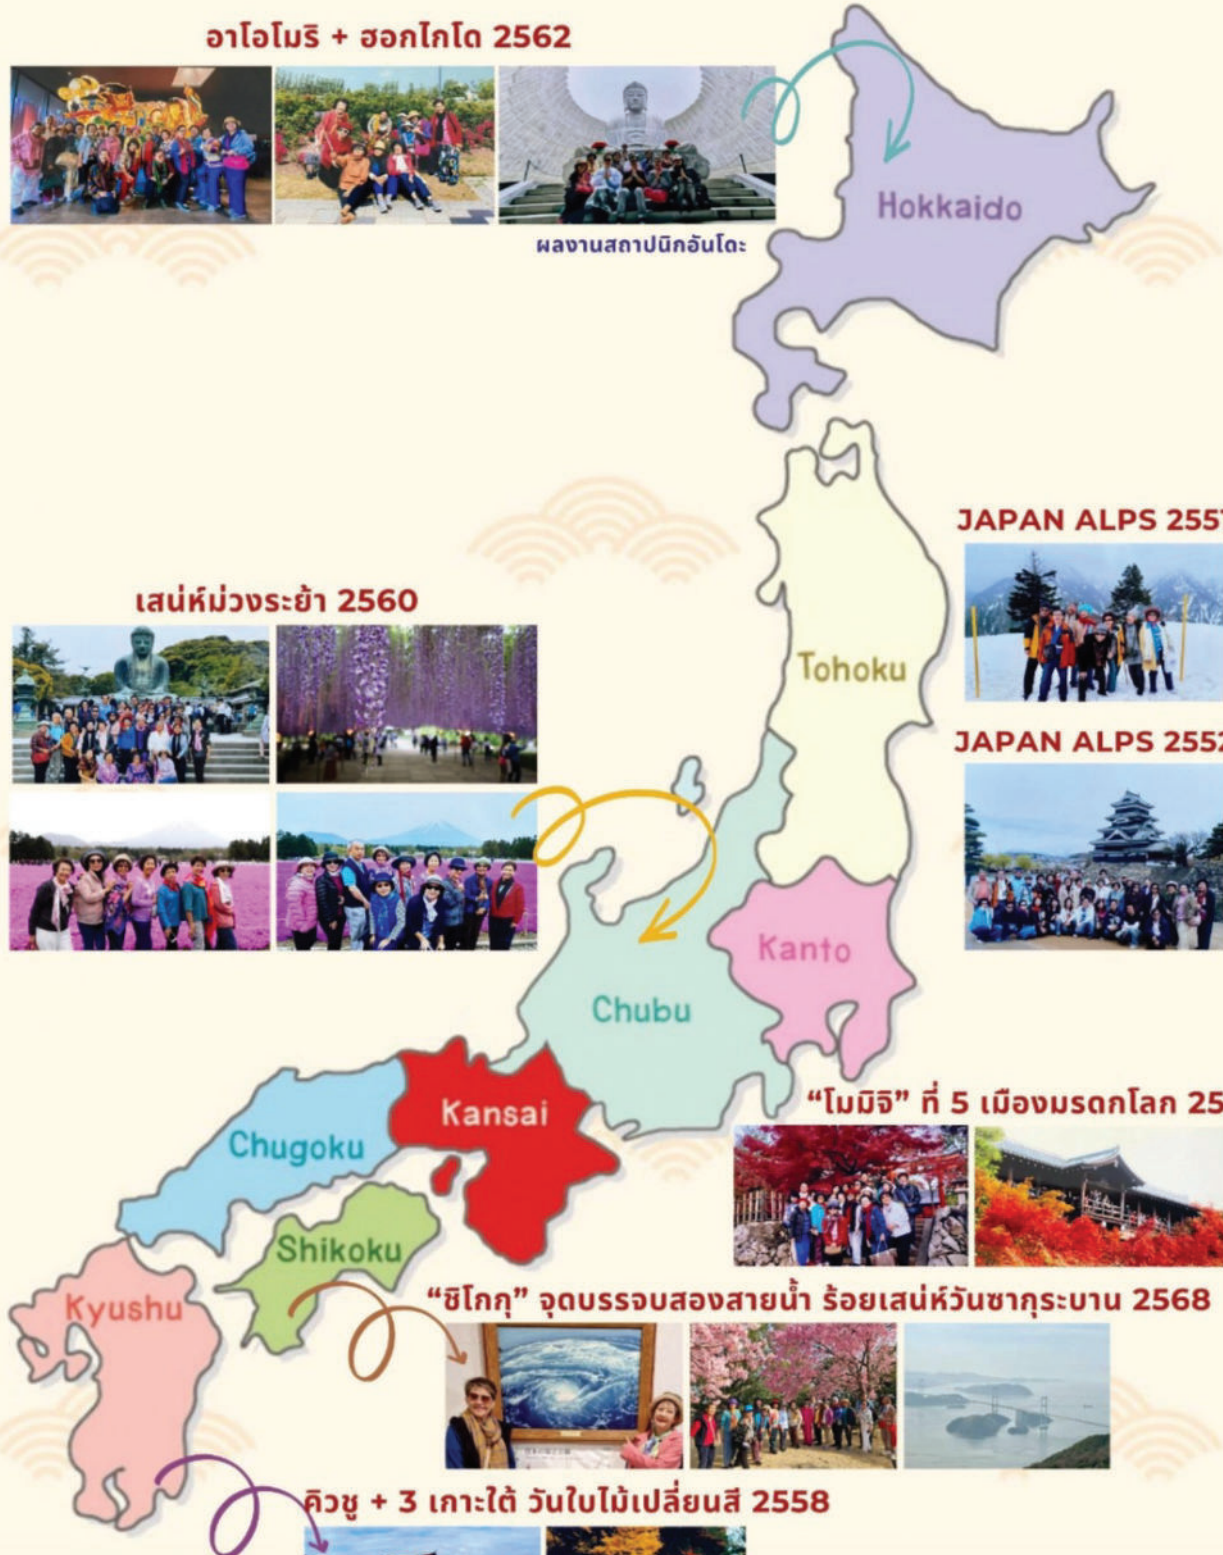 อาโอโมริ + ฮอกไกโด 2562
ผลงานสถาปนิกอันโดะ
Hokkaido
JAPAN ALPS 255
เสน่ห์ม่วงระย้า 2560
Tohoku
JAPAN ALPS 2552
Kanto
Chubu
“โมมิจิ” ที่ 5 เมืองมรดกโลก 25
Kansai
Chugoku
Shikoku
Kyushu
“ชิโกกุ” จุดบรรจบสองสายน้ำ ร้อยเสน่ห์วันซากุระบาน 2568
คิวชู + 3 เกาะใต้ วันใบไม้เปลี่ยนสี 2558